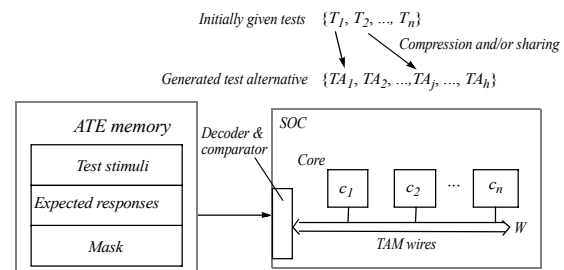 Initially given tests {T1, T2, ..., Tn}
Compression and/or sharing
Generated test alternative {TA1, TA2, ...,TAj, ..., TAh}
ATE memory
Test stimuli
Expected responses
Mask
Decoder &
comparator
SOC
Core
c1 c2 ... cn
W
TAM wires